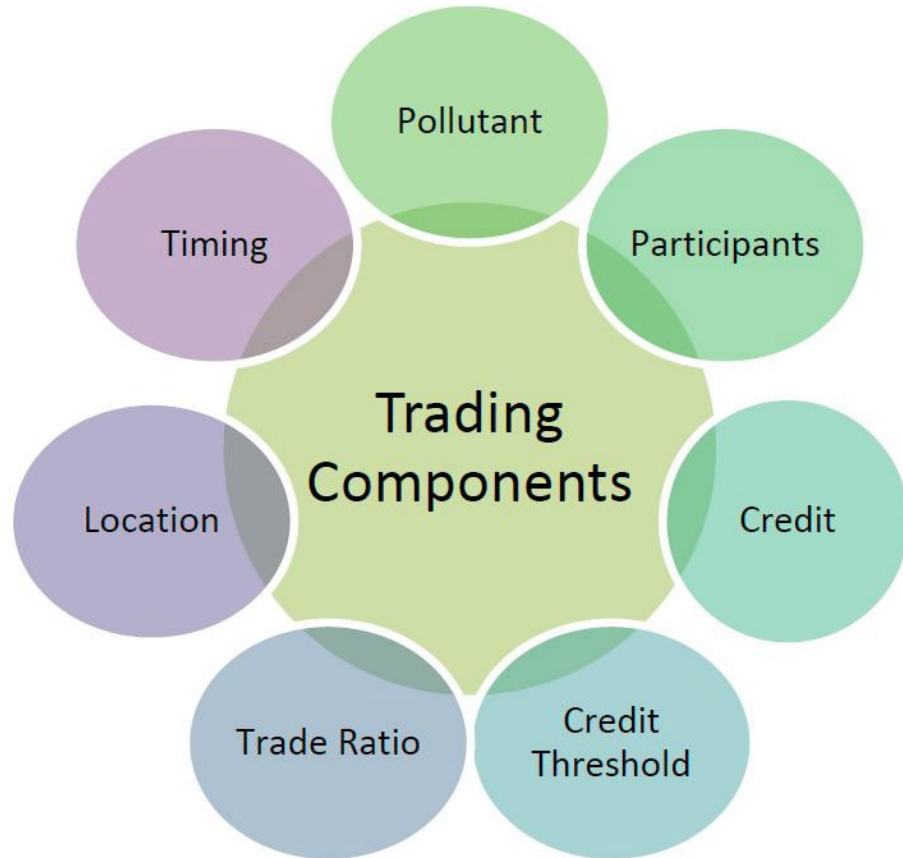 Pollutant
Participants
Credit
Credit
Threshold
Trade Ratio
Location
Timing
Trading
Components